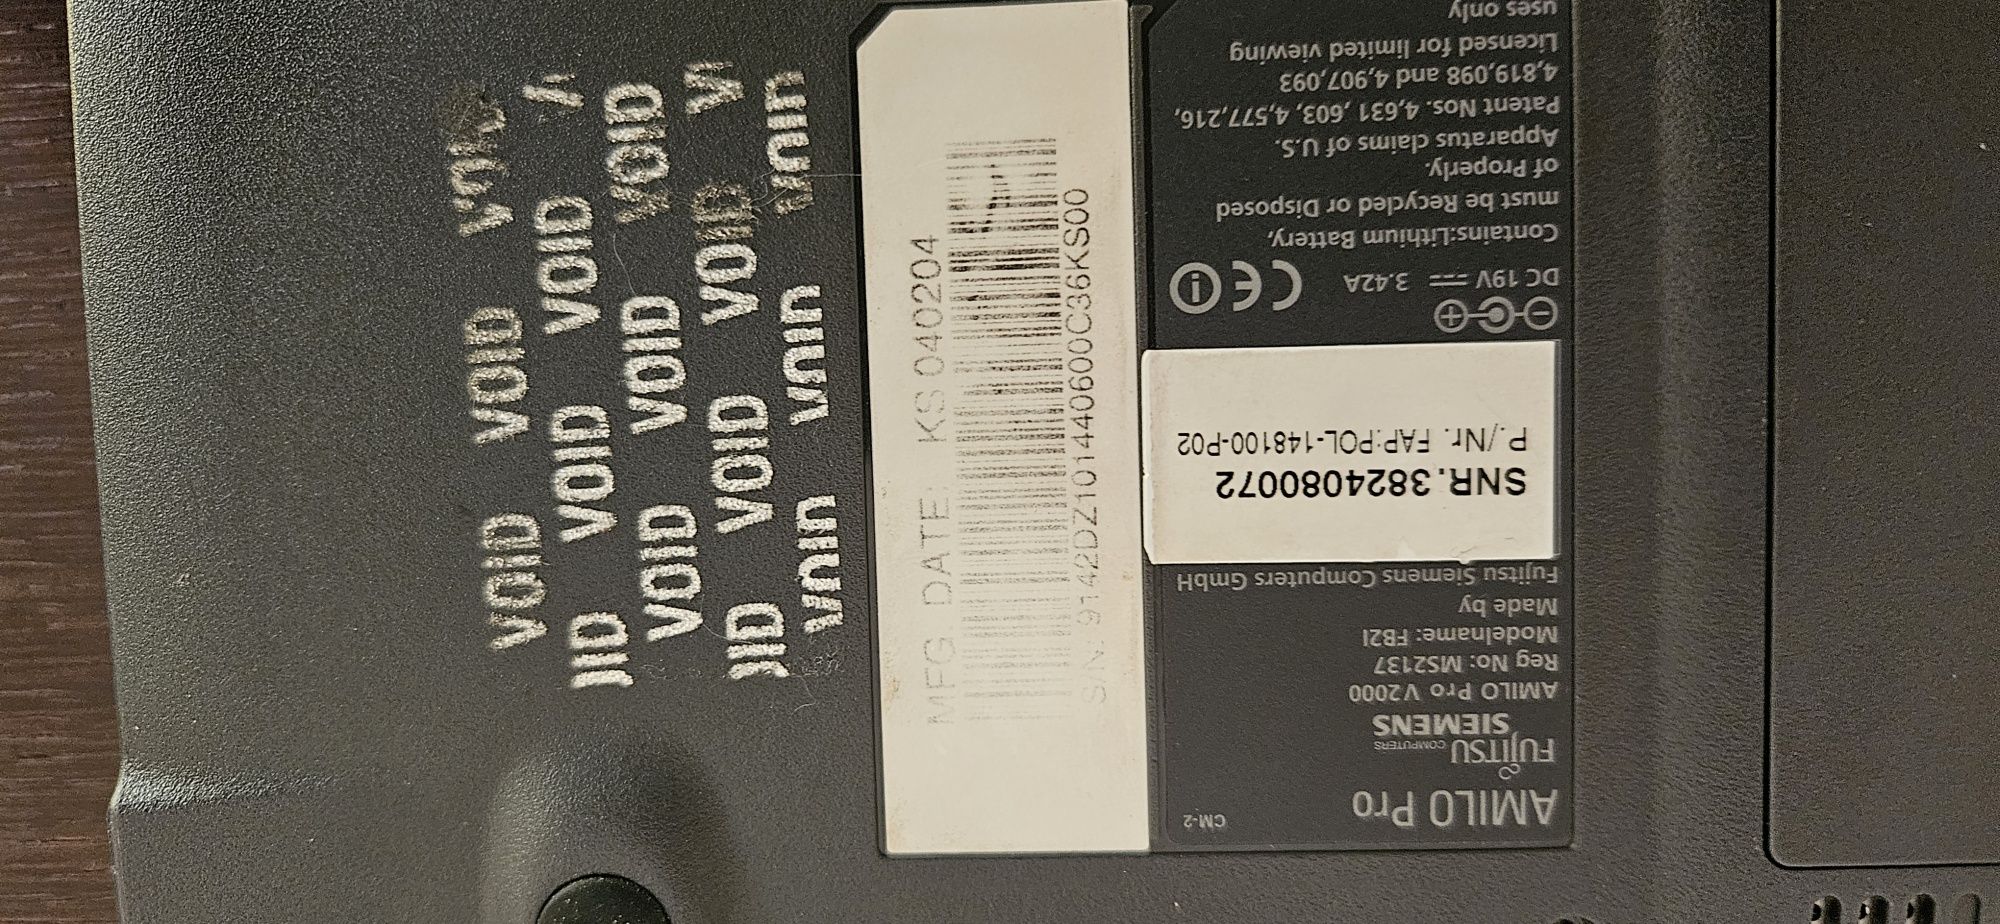 AMILO Pro
CM-2
FUJITSU COMPUTERS
SIEMENS
AMILO Pro V2000
Reg No: MS2137
Modelname: FB2I
Made by
Fujitsu Siemens Computers GmbH
SNR.3824080072
P./Nr. FAP:POL-148100-P02
DC 19V 3.42A
CE
Contains:Lithium Battery,
must be Recycled or Disposed
of Properly.
Apparatus claims of U.S.
Patent Nos. 4,631 ,603, 4,577,216,
4,819,098 and 4,907,093
Licensed for limited viewing
uses only
MFG. DATE: KS 040204
S/N: 9142DZ101440600C36KS00
VOID VOID
VOID VOID
VOID VOID VOID
VOID VOID